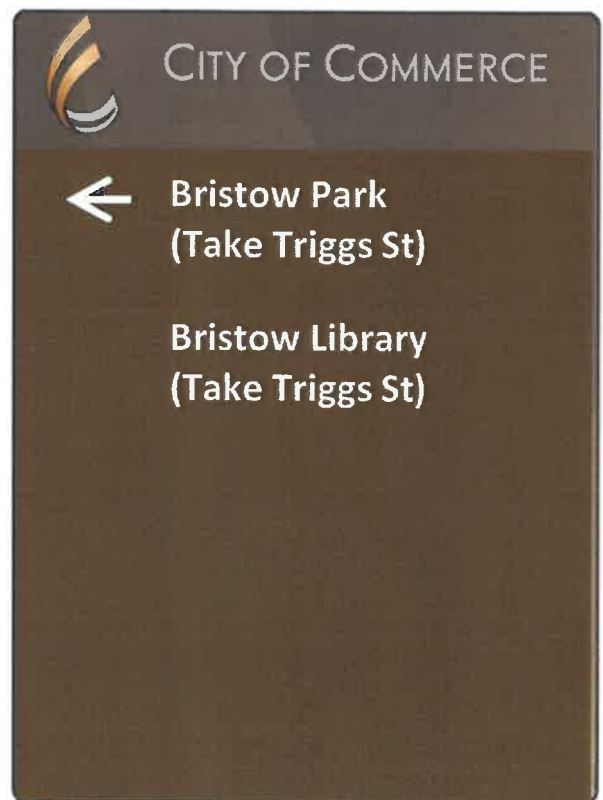 CITY OF COMMERCE
Bristow Park
(Take Triggs St)
Bristow Library
(Take Triggs St)